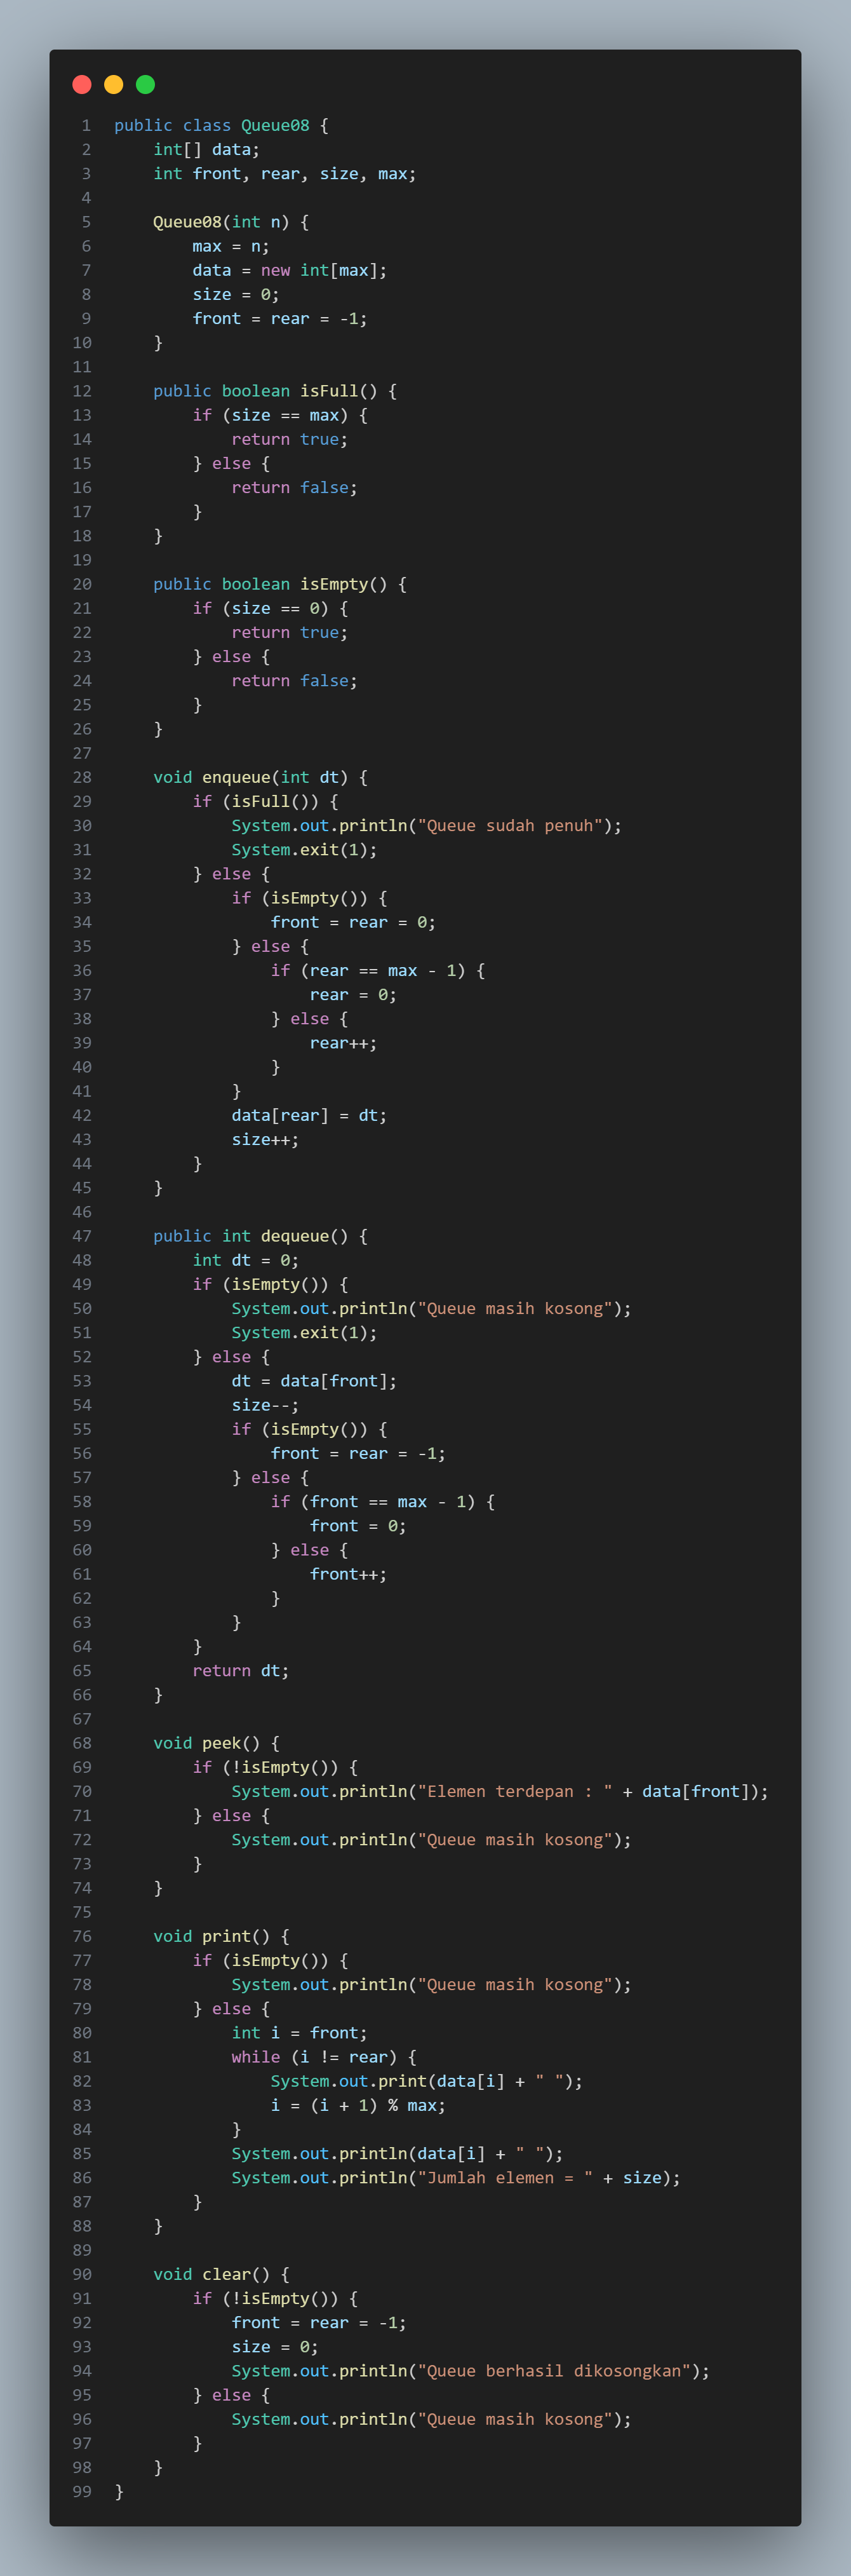 1 public class Queue08 {
2     int[] data;
3     int front, rear, size, max;
4
5     Queue08(int n) {
6         max = n;
7         data = new int[max];
8         size = 0;
9         front = rear = -1;
10     }
11
12     public boolean isFull() {
13         if (size == max) {
14             return true;
15         } else {
16             return false;
17         }
18     }
19
20     public boolean isEmpty() {
21         if (size == 0) {
22             return true;
23         } else {
24             return false;
25         }
26     }
27
28     void enqueue(int dt) {
29         if (isFull()) {
30             System.out.println("Queue sudah penuh");
31             System.exit(1);
32         } else {
33             if (isEmpty()) {
34                 front = rear = 0;
35             } else {
36                 if (rear == max - 1) {
37                     rear = 0;
38                 } else {
39                     rear++;
40                 }
41             }
42             data[rear] = dt;
43             size++;
44         }
45     }
46
47     public int dequeue() {
48         int dt = 0;
49         if (isEmpty()) {
50             System.out.println("Queue masih kosong");
51             System.exit(1);
52         } else {
53             dt = data[front];
54             size--;
55             if (isEmpty()) {
56                 front = rear = -1;
57             } else {
58                 if (front == max - 1) {
59                     front = 0;
60                 } else {
61                     front++;
62                 }
63             }
64         }
65         return dt;
66     }
67
68     void peek() {
69         if (!isEmpty()) {
70             System.out.println("Elemen terdepan : " + data[front]);
71         } else {
72             System.out.println("Queue masih kosong");
73         }
74     }
75
76     void print() {
77         if (isEmpty()) {
78             System.out.println("Queue masih kosong");
79         } else {
80             int i = front;
81             while (i != rear) {
82                 System.out.print(data[i] + " ");
83                 i = (i + 1) % max;
84             }
85             System.out.println(data[i] + " ");
86             System.out.println("Jumlah elemen = " + size);
87         }
88     }
89
90     void clear() {
91         if (!isEmpty()) {
92             front = rear = -1;
93             size = 0;
94             System.out.println("Queue berhasil dikosongkan");
95         } else {
96             System.out.println("Queue masih kosong");
97         }
98     }
99 }